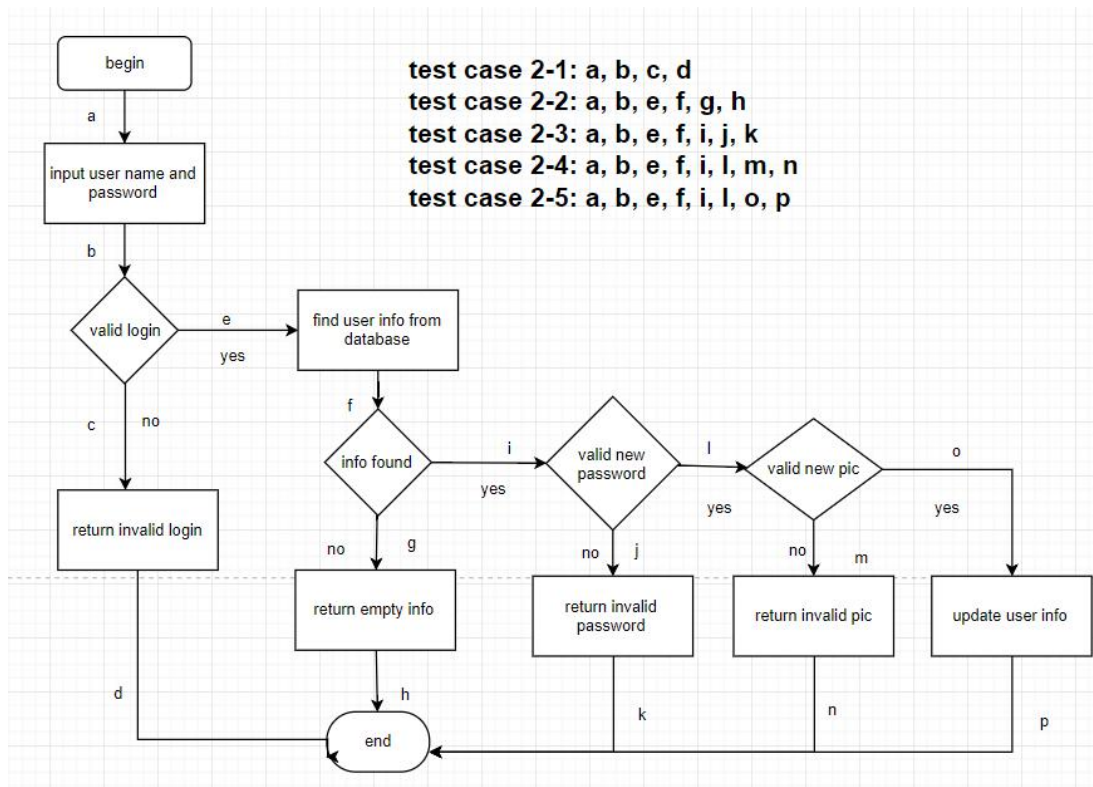 begin
test case 2-1: a, b, c, d
test case 2-2: a, b, e, f, g, h
test case 2-3: a, b, e, f, i, j, k
test case 2-4: a, b, e, f, i, l, m, n
test case 2-5: a, b, e, f, i, l, o, p
a
input user name and
password
b
valid login
e
yes
find user info from
database
c
no
f
info found
i
yes
valid new
password
l
yes
valid new pic
o
yes
return invalid login
no
g
no
j
no
m
return empty info
return invalid
password
return invalid pic
update user info
d
h
k
n
p
end